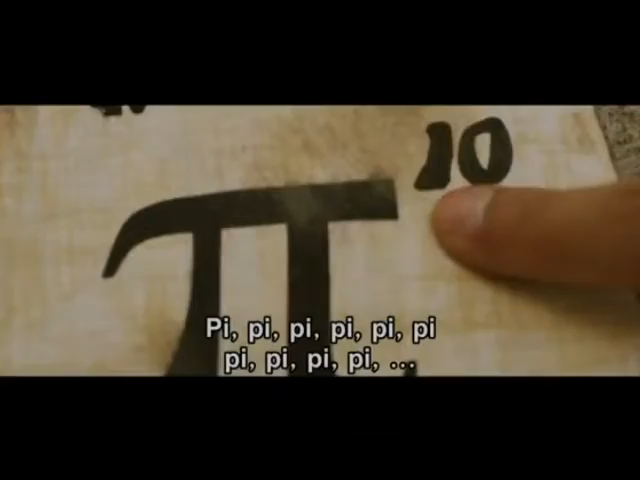 π¹⁰
Pi, pi, pi, pi, pi, pi
pi, pi, pi, pi, ...